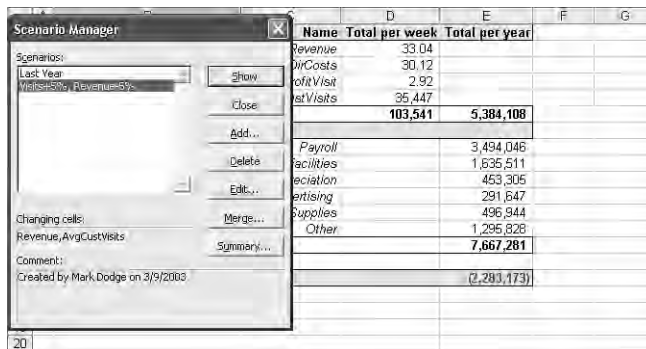 Scenario Manager
Scenarios:
Last Year
Visits+5%, Revenue-5%
Show
Close
Add...
Delete
Edit...
Merge...
Summary...
Changing cells:
Revenue,AvgCustVisits
Comment:
Created by Mark Dodge on 3/9/2003
D E F G
Name Total per week Total per year
Revenue 33.04
DirCosts 30.12
ofitVisit 2.92
stVisits 35,447
103,541 5,384,108
Payroll 3,494,046
acilities 1,635,511
eciation 453,305
ertising 291,647
Supplies 496,944
Other 1,295,828
7,667,281
(2,283,173)
20